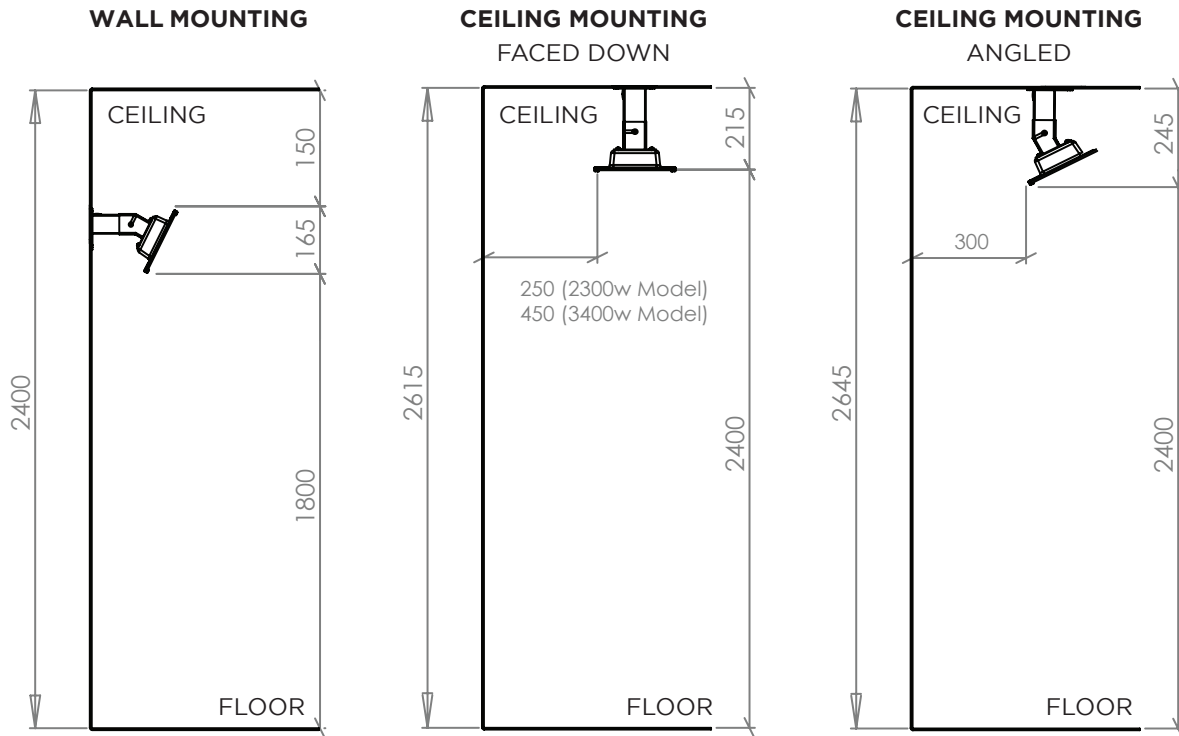 WALL MOUNTING
CEILING
150
165
2400
1800
FLOOR
CEILING MOUNTING
FACED DOWN
CEILING
215
250 (2300w Model)
450 (3400w Model)
2615
2400
FLOOR
CEILING MOUNTING
ANGLED
CEILING
245
300
2645
2400
FLOOR